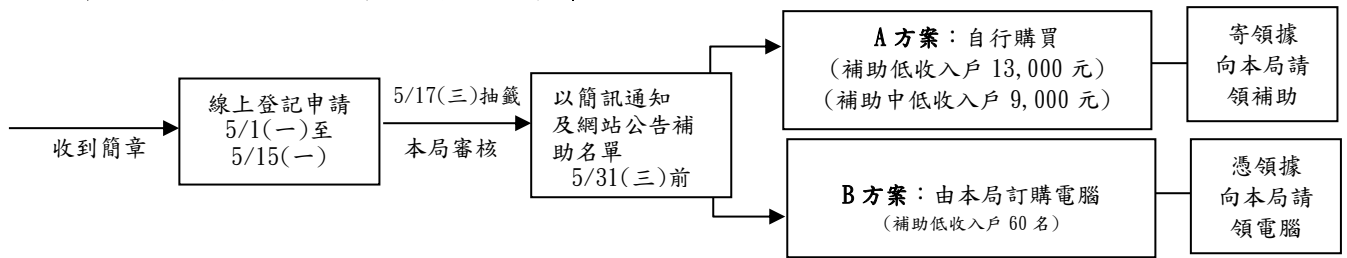 收到簡章
線上登記申請
5/1(一)至
5/15(一)
5/17(三)抽籤
本局審核
以簡訊通知
及網站公告補
助名單
5/31(三)前
A 方案：自行購買
(補助低收入戶 13,000 元)
(補助中低收入戶 9,000 元)
寄領據
向本局請
領補助
B 方案：由本局訂購電腦
(補助低收入戶 60 名)
憑領據
向本局請
領電腦